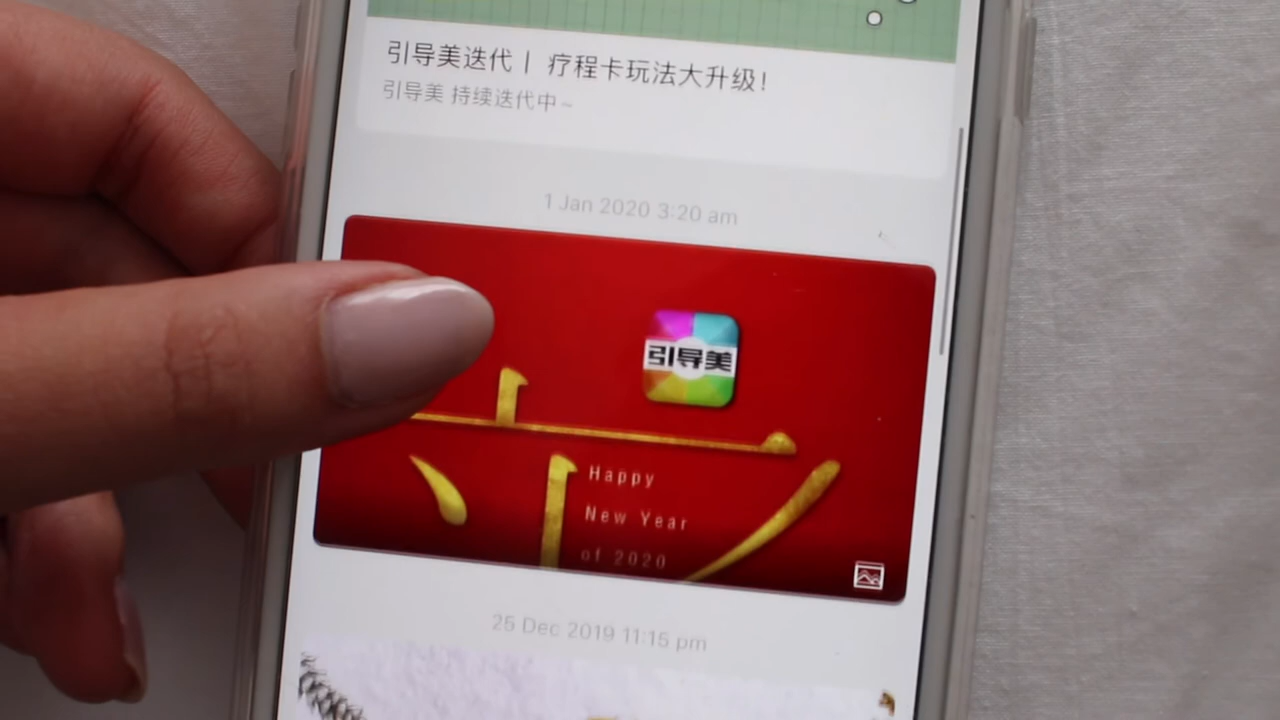 引导美迭代丨 疗程卡玩法大升级!
引导美 持续迭代中~
1 Jan 2020 3:20 am
引导美
Happy
New Year
of 2020
25 Dec 2019 11:15 pm